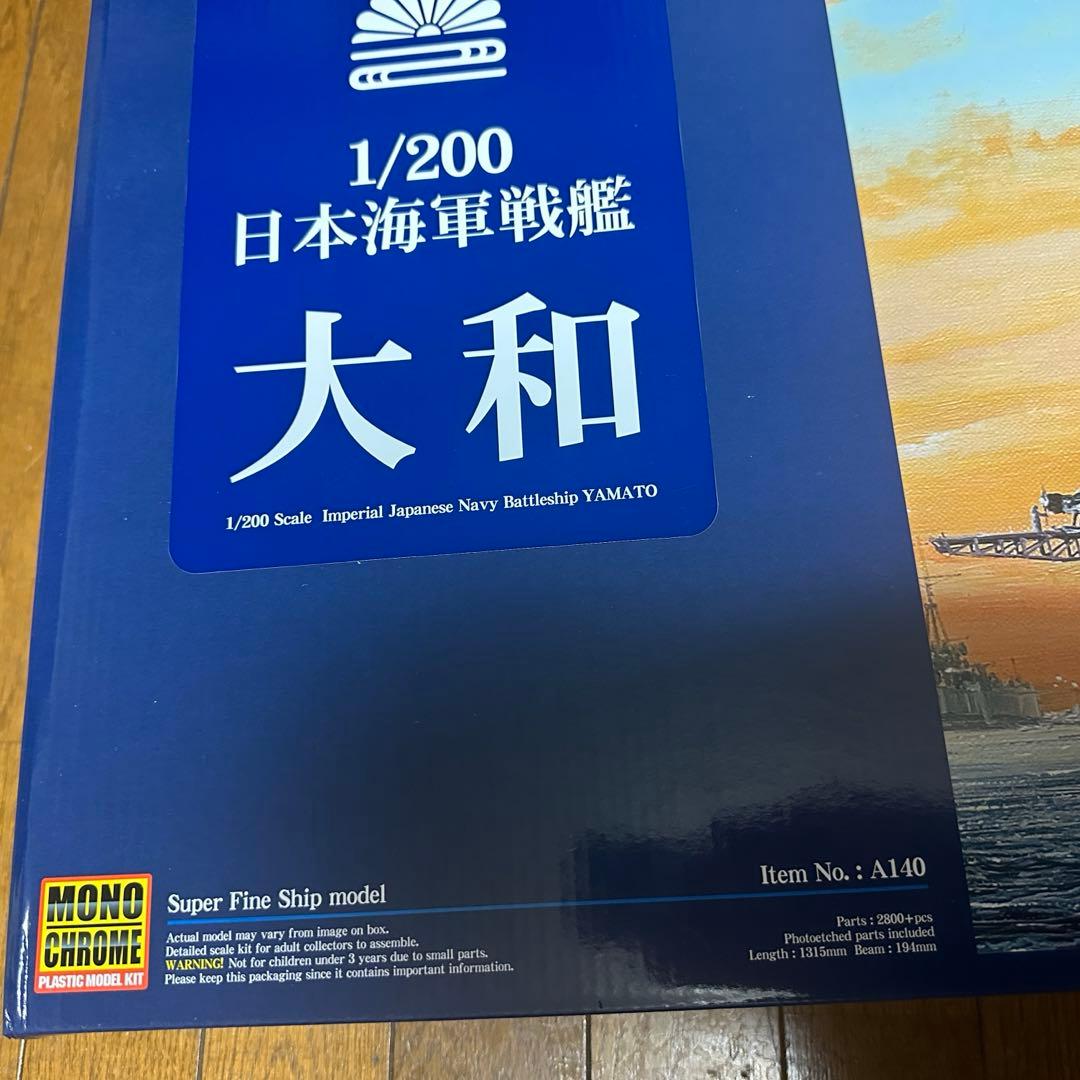 1/200
日本海軍戦艦
大和
1/200 Scale Imperial Japanese Navy Battleship YAMATO
MONO
CHROME
PLASTIC MODEL KIT
Super Fine Ship model
Actual model may vary from image on box.
Detailed scale kit for adult collectors to assemble.
WARNING! Not for children under 3 years due to small parts.
Please keep this packaging since it contains important information.
Item No. : A140
Parts : 2800+pcs
Photoetched parts included
Length : 1315mm Beam : 194mm